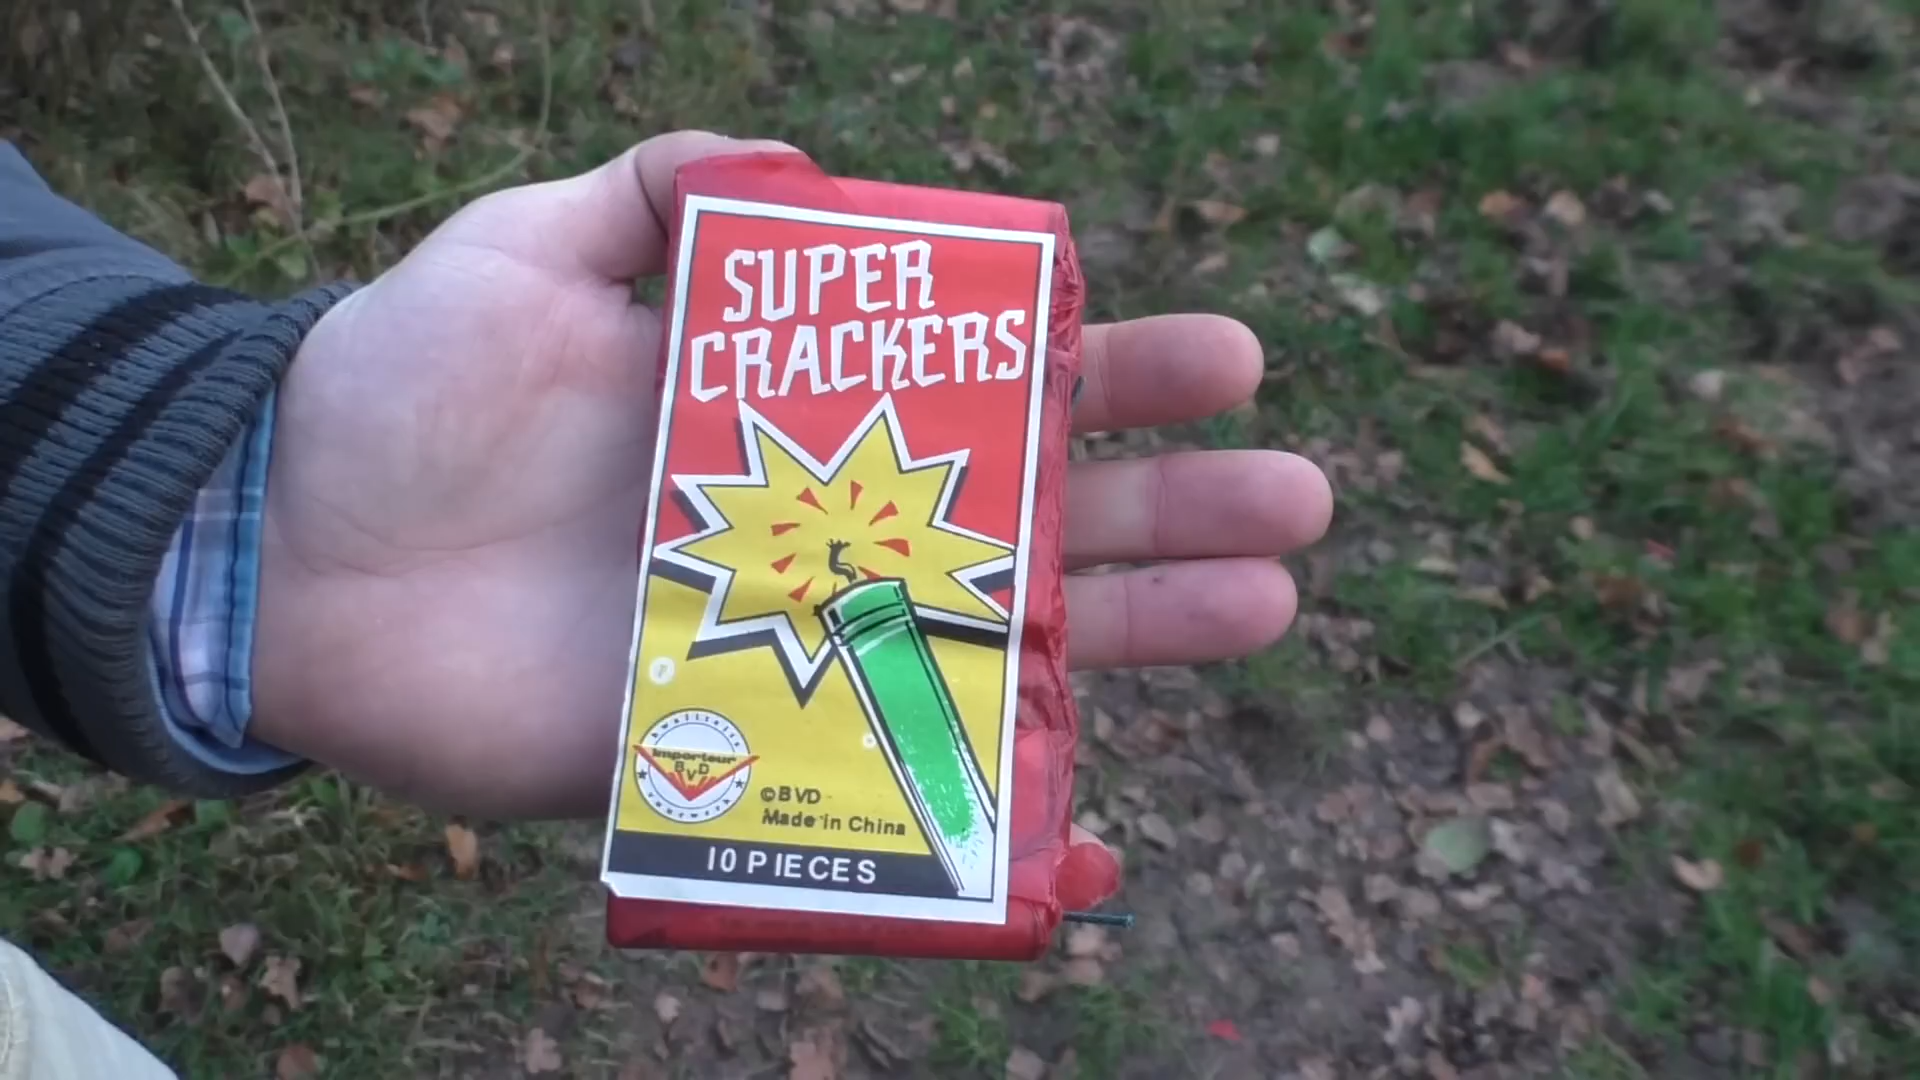 SUPER
CRACKERS
importeur
BVD
©BVD
Made in China
10 PIECES